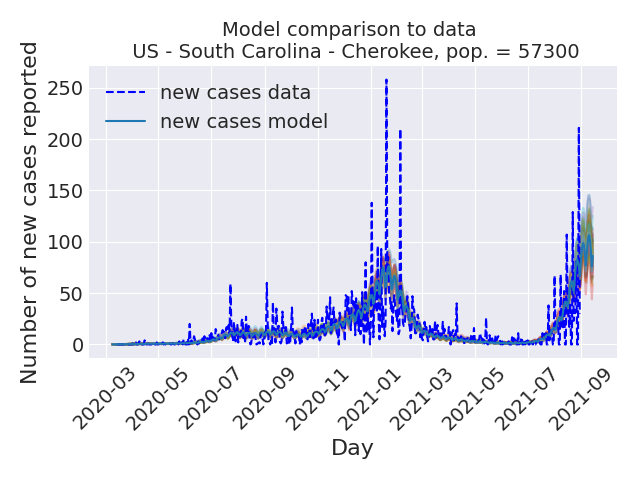 Model comparison to data
US - South Carolina - Cherokee, pop. = 57300
Number of new cases reported
250
200
150
100
50
0
new cases data
new cases model
2020-03
2020-05
2020-07
2020-09
2020-11
2021-01
2021-03
2021-05
2021-07
2021-09
Day